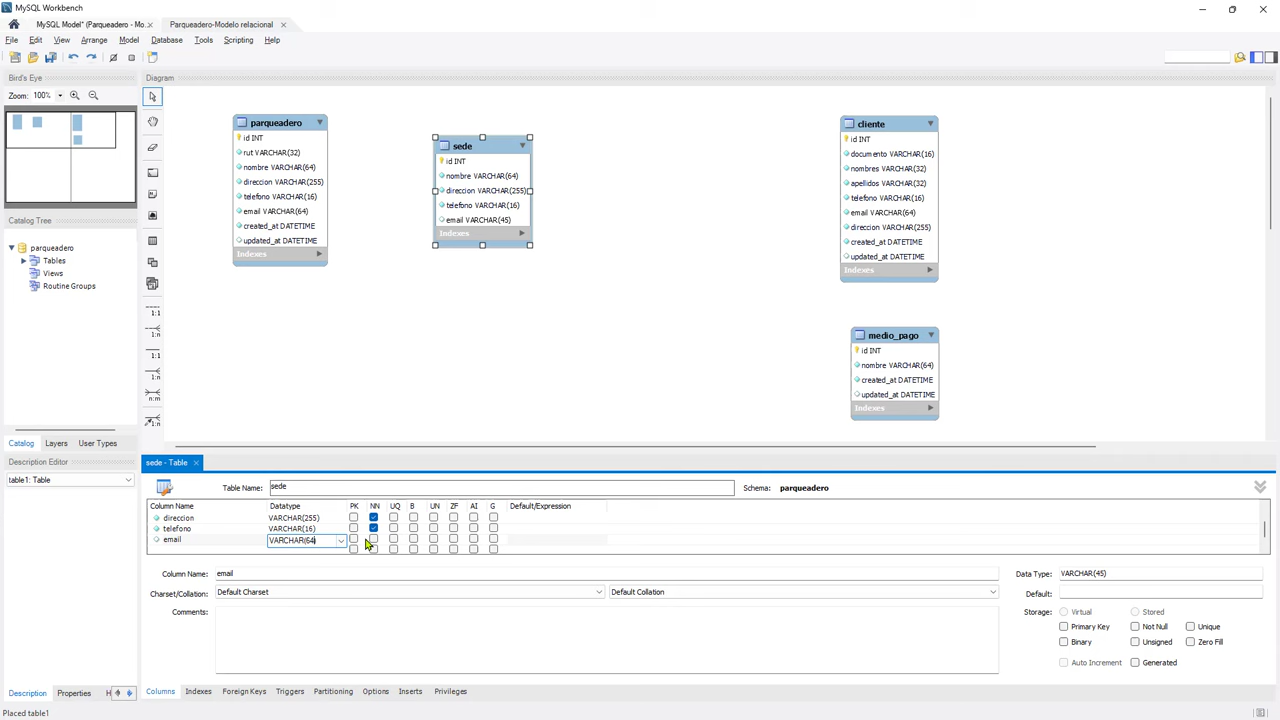 MySQL Workbench
MySQL Model* (Parqueadero - Mo...
Parqueadero-Modelo relacional
File Edit View Arrange Model Database Tools Scripting Help
Bird's Eye
Zoom: 100%
Diagram
parqueadero
id INT
rut VARCHAR(32)
nombre VARCHAR(64)
direccion VARCHAR(255)
telefono VARCHAR(16)
email VARCHAR(64)
created_at DATETIME
updated_at DATETIME
Indexes
sede
id INT
nombre VARCHAR(64)
direccion VARCHAR(255)
telefono VARCHAR(16)
email VARCHAR(45)
Indexes
cliente
id INT
documento VARCHAR(16)
nombres VARCHAR(32)
apellidos VARCHAR(32)
telefono VARCHAR(16)
email VARCHAR(64)
direccion VARCHAR(255)
created_at DATETIME
updated_at DATETIME
Indexes
medio_pago
id INT
nombre VARCHAR(64)
created_at DATETIME
updated_at DATETIME
Indexes
1:1
1:n
1:1
1:n
n:m
1:n
Catalog Tree
parqueadero
Tables
Views
Routine Groups
Catalog Layers User Types
Description Editor
table1: Table
Description Properties H
sede - Table
Table Name: sede Schema: parqueadero
Column Name Datatype PK NN UQ B UN ZF AI G Default/Expression
direccion VARCHAR(255)
telefono VARCHAR(16)
email VARCHAR(64)
Column Name: email Data Type: VARCHAR(45)
Charset/Collation: Default Charset Default Collation Default:
Comments: Storage: Virtual Stored
Primary Key Not Null Unique
Binary Unsigned Zero Fill
Auto Increment Generated
Columns Indexes Foreign Keys Triggers Partitioning Options Inserts Privileges
Placed table1